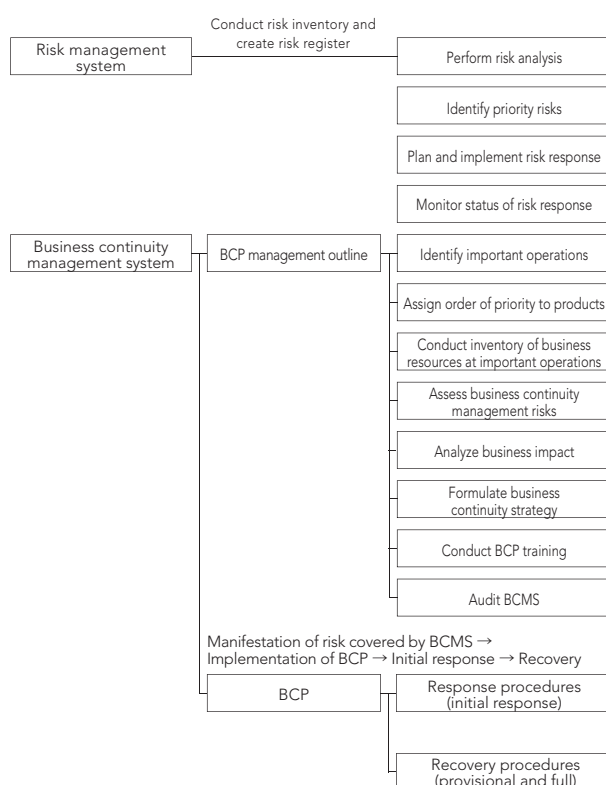 Conduct risk inventory and
create risk register
Risk management
system
Perform risk analysis
Identify priority risks
Plan and implement risk response
Monitor status of risk response
Business continuity
management system
BCP management outline
Identify important operations
Assign order of priority to products
Conduct inventory of business
resources at important operations
Assess business continuity
management risks
Analyze business impact
Formulate business
continuity strategy
Conduct BCP training
Audit BCMS
Manifestation of risk covered by BCMS →
Implementation of BCP → Initial response → Recovery
BCP
Response procedures
(initial response)
Recovery procedures
(provisional and full)